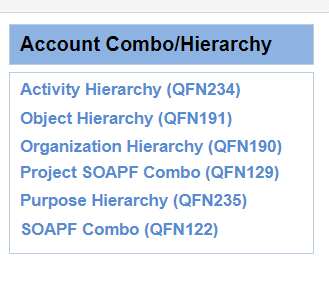 Account Combo/Hierarchy
Activity Hierarchy (QFN234)
Object Hierarchy (QFN191)
Organization Hierarchy (QFN190)
Project SOAPF Combo (QFN129)
Purpose Hierarchy (QFN235)
SOAPF Combo (QFN122)